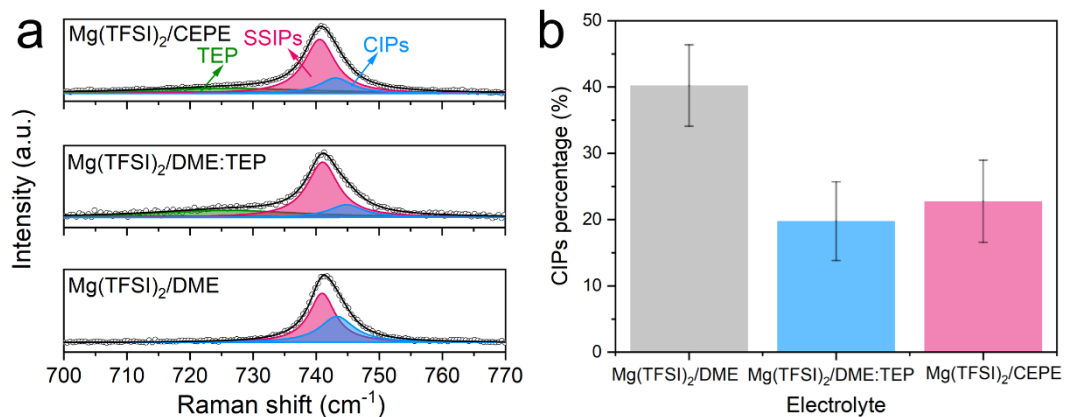 a
Mg(TFSI)₂/CEPE
TEP
SSIPs
CIPs
Mg(TFSI)₂/DME:TEP
Mg(TFSI)₂/DME
Intensity (a.u.)
700 710 720 730 740 750 760 770
Raman shift (cm⁻¹)
b
50
40
30
20
10
0
CIPs percentage (%)
Mg(TFSI)₂/DME Mg(TFSI)₂/DME:TEP Mg(TFSI)₂/CEPE
Electrolyte